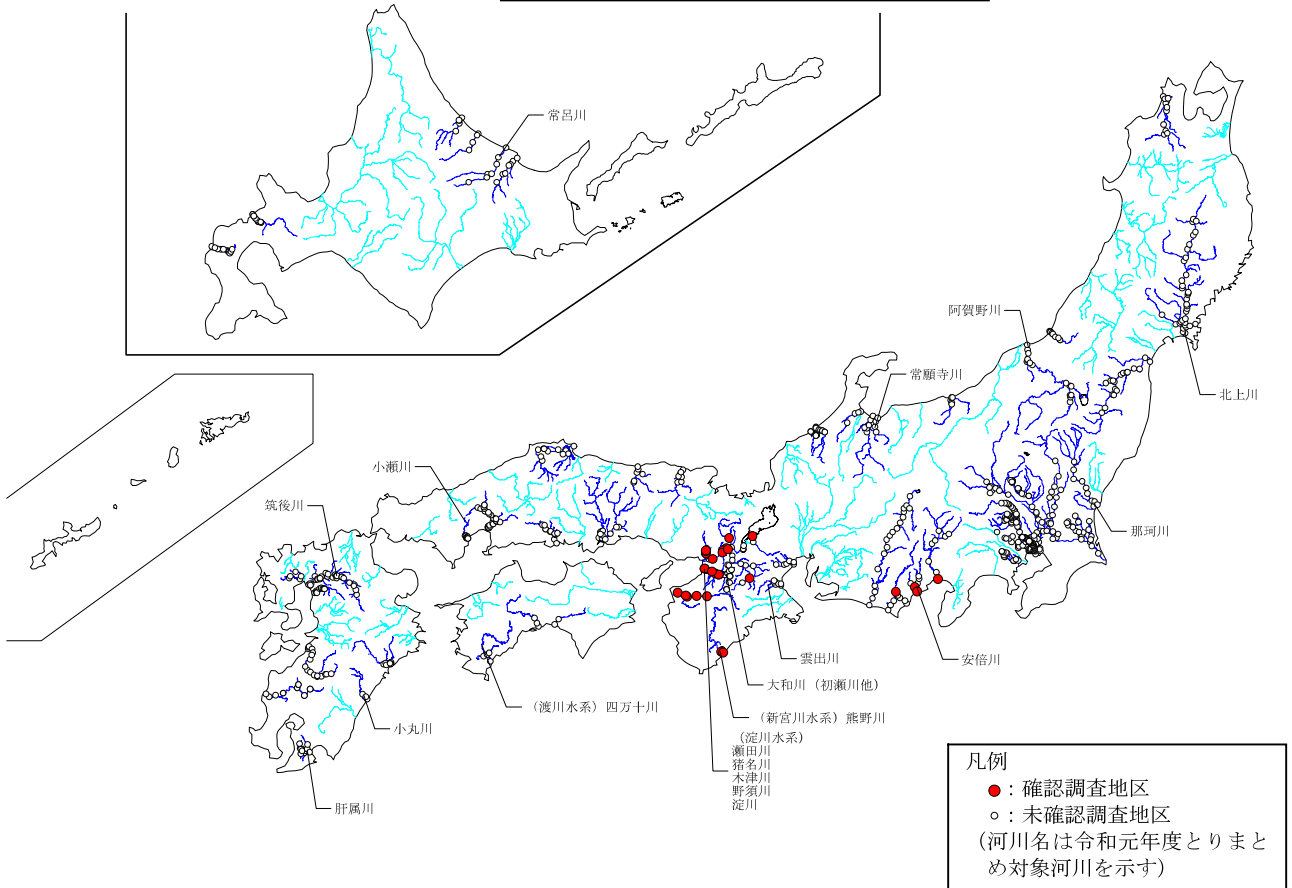 常呂川
阿賀野川
常願寺川
北上川
小瀬川
筑後川
那珂川
雲出川
安倍川
大和川（初瀬川他）
（渡川水系）四万十川
（新宮川水系）熊野川
小丸川
（淀川水系）
瀬田川
猪名川
木津川
野須川
淀川
肝属川
凡例
：確認調査地区
：未確認調査地区
（河川名は令和元年度とりまと
め対象河川を示す）